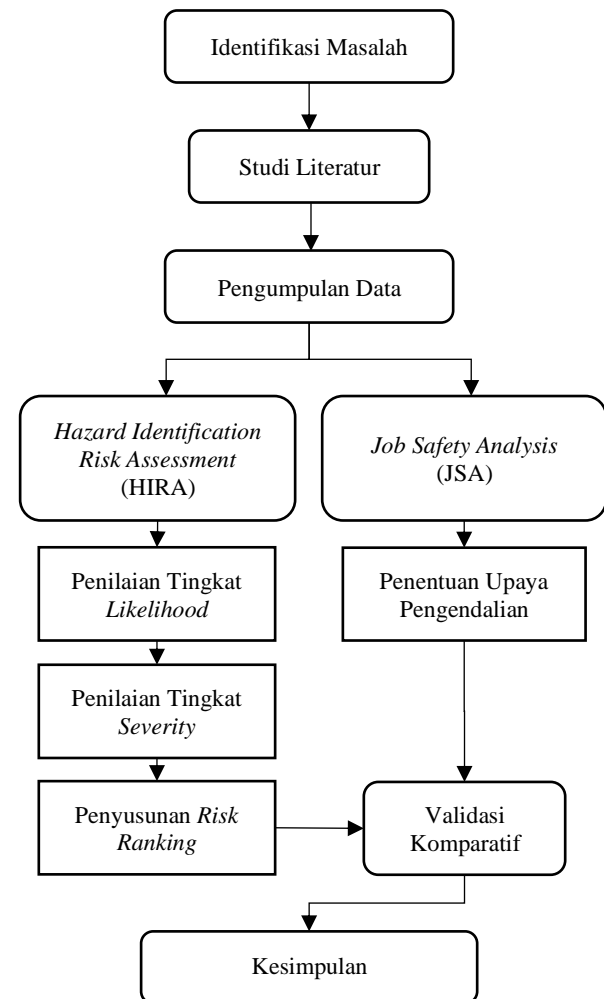 Identifikasi Masalah
Studi Literatur
Pengumpulan Data
Hazard Identification
Risk Assessment
(HIRA)
Job Safety Analysis
(JSA)
Penilaian Tingkat
Likelihood
Penentuan Upaya
Pengendalian
Penilaian Tingkat
Severity
Penyusunan Risk
Ranking
Validasi
Komparatif
Kesimpulan